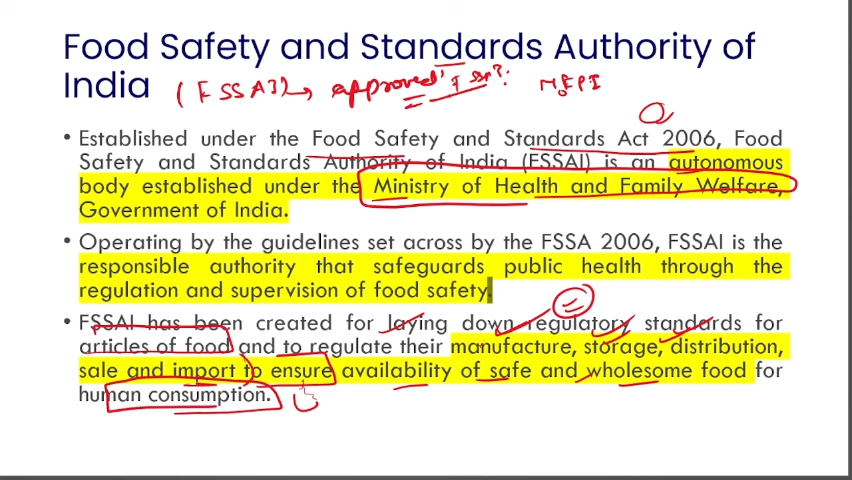 Food Safety and Standards Authority of
India
(FSSAI) → approved
• Established under the Food Safety and Standards Act 2006, Food
Safety and Standards Authority of India (FSSAI) is an autonomous
body established under the Ministry of Health and Family Welfare,
Government of India.
• Operating by the guidelines set across by the FSSA 2006, FSSAI is the
responsible authority that safeguards public health through the
regulation and supervision of food safety.
• FSSAI has been created for laying down regulatory standards for
articles of food and to regulate their manufacture, storage, distribution,
sale and import to ensure availability of safe and wholesome food for
human consumption.